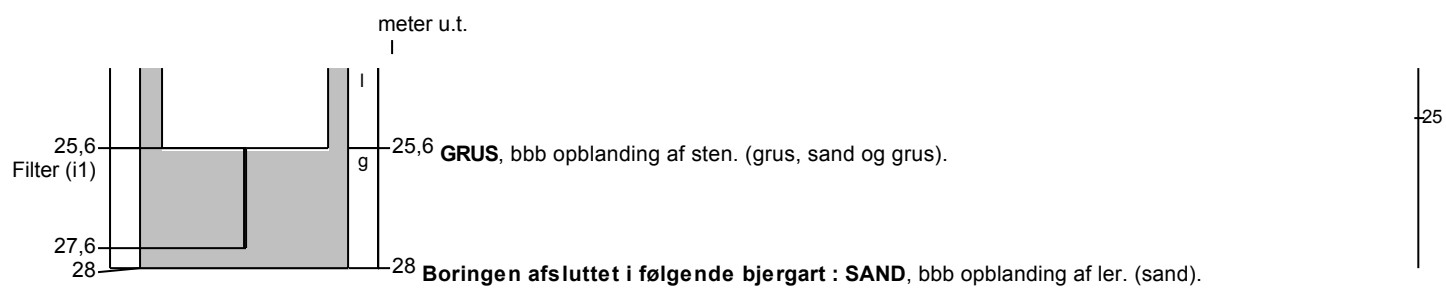 meter u.t.
l
25
25,6
25,6 GRUS, bbb opblanding af sten. (grus, sand og grus).
Filter (i1)
g
27,6
28
28 Boringen afsluttet i følgende bjergart : SAND, bbb opblanding af ler. (sand).